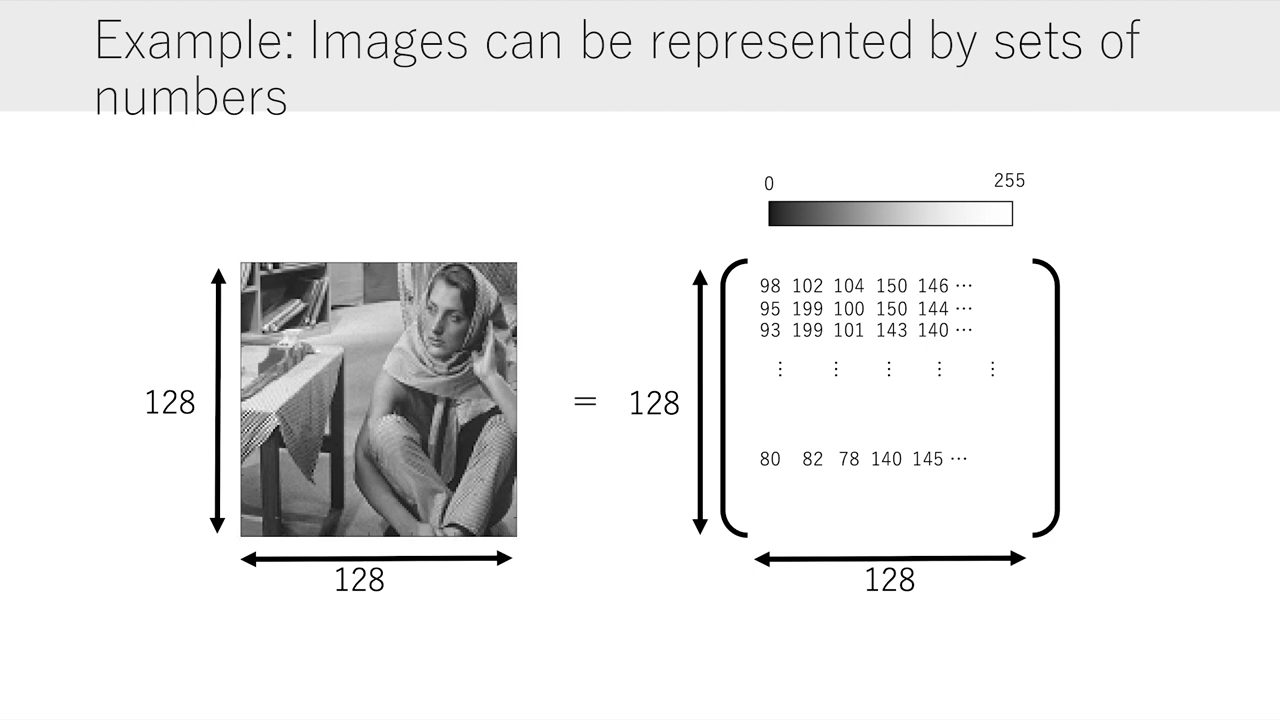 Example: Images can be represented by sets of
numbers
0 255
98 102 104 150 146 ⋯
95 199 100 150 144 ⋯
93 199 101 143 140 ⋯
⋮ ⋮ ⋮ ⋮ ⋮
128 = 128
80 82 78 140 145 ⋯
128 128